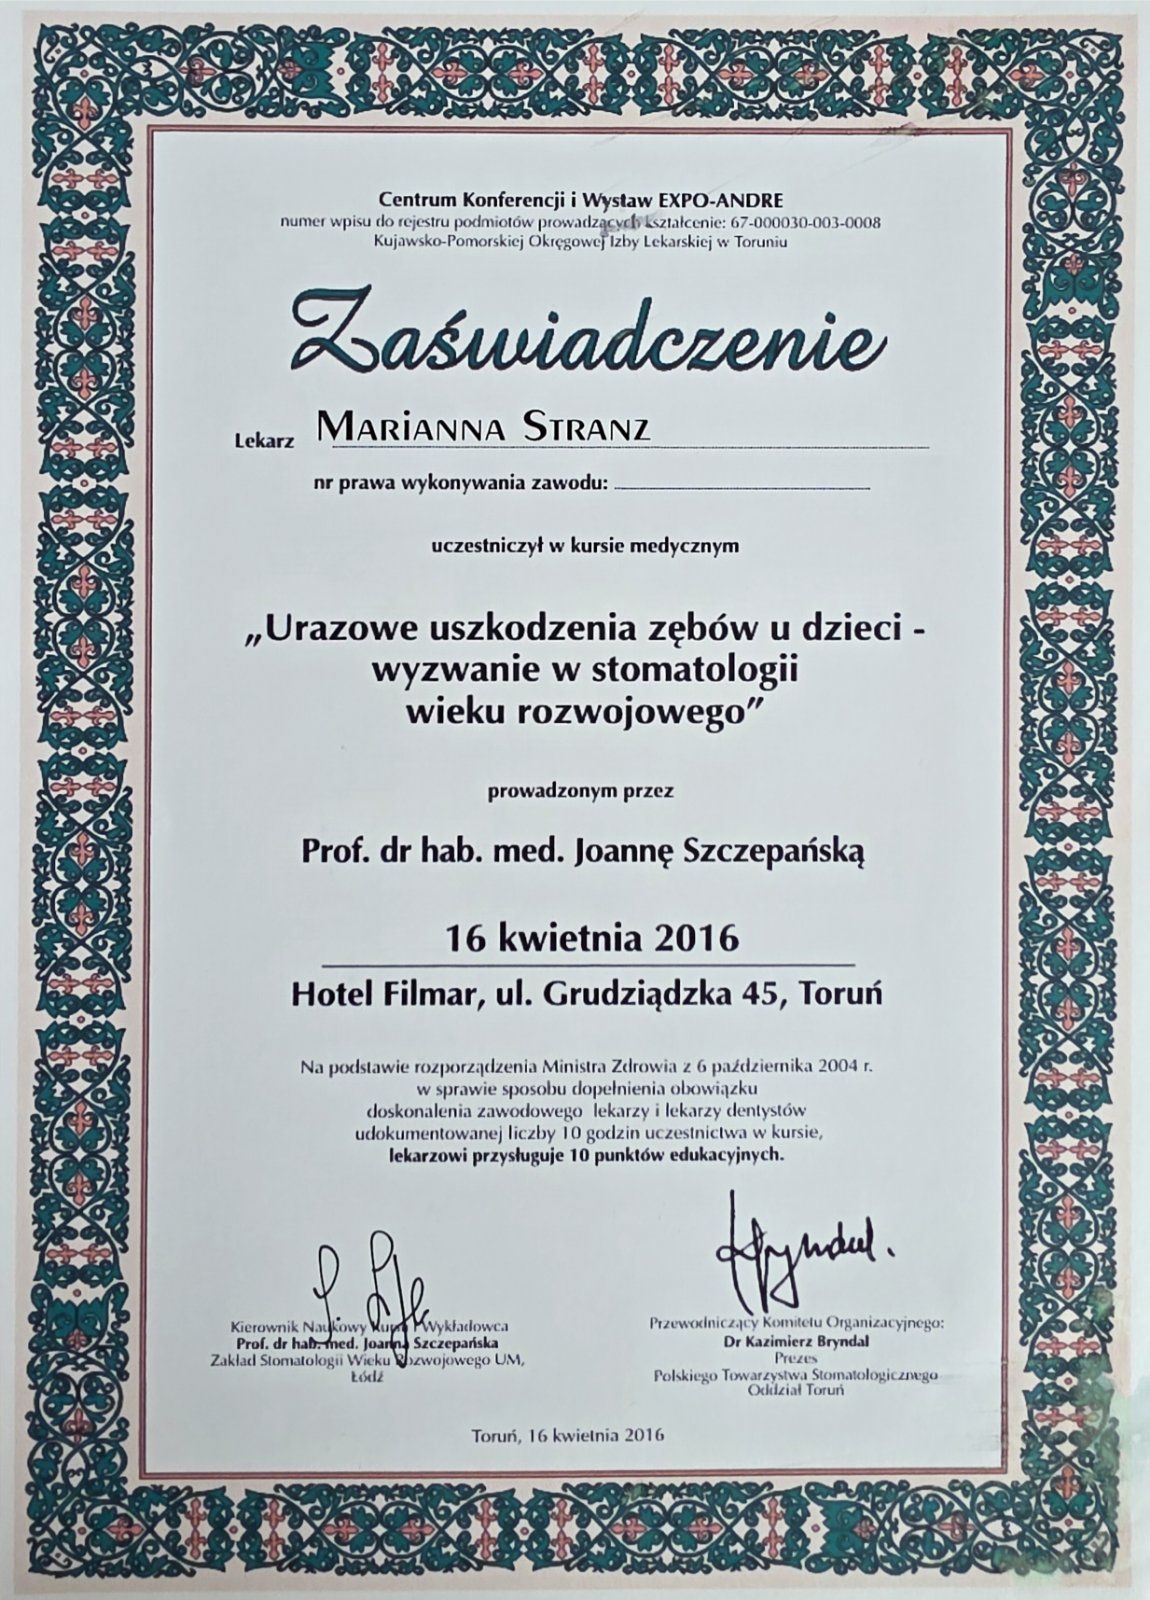 Centrum Konferencji i Wystaw EXPO-ANDRE
numer wpisu do rejestru podmiotów prowadzących kształcenie: 67-000030-003-0008
Kujawsko-Pomorskiej Okręgowej Izby Lekarskiej w Toruniu
Zaświadczenie
Lekarz MARiANNA STRANZ
nr prawa wykonywania zawodu:
uczestniczył w kursie medycznym
„Urazowe uszkodzenia zębów u dzieci -
wyzwanie w stomatologii
wieku rozwojowego”
prowadzonym przez
Prof. dr hab. med. Joannę Szczepańską
16 kwietnia 2016
Hotel Filmar, ul. Grudziądzka 45, Toruń
Na podstawie rozporządzenia Ministra Zdrowia z 6 października 2004 r.
w sprawie sposobu dopełnienia obowiązku
doskonalenia zawodowego lekarzy i lekarzy dentystów
udokumentowanej liczby 10 godzin uczestnictwa w kursie,
lekarzowi przysługuje 10 punktów edukacyjnych.
Kierownik Naukowy Kursu i Wykładowca
Prof. dr hab. med. Joanna Szczepańska
Zakład Stomatologii Wieku Rozwojowego UM,
Łódź
KBryndal.
Przewodniczący Komitetu Organizacyjnego:
Dr Kazimierz Bryndal
Prezes
Polskiego Towarzystwa Stomatologicznego
Oddział Toruń
Toruń, 16 kwietnia 2016